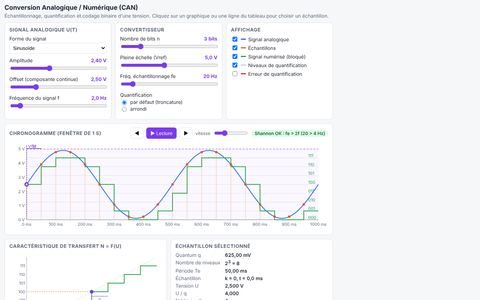 Conversion Analogique / Numérique (CAN)
Échantillonnage, quantification et codage binaire d'une tension. Cliquez sur un graphique ou une ligne du tableau pour choisir un échantillon.
SIGNAL ANALOGIQUE U(T)
Forme du signal
Sinusoïde
Amplitude 2,40 V
Offset (composante continue) 2,50 V
Fréquence du signal f 2,0 Hz
CONVERTISSEUR
Nombre de bits n 3 bits
Pleine échelle (Vref) 5,0 V
Fréq. échantillonnage fe 20 Hz
Quantification
par défaut (troncature)
arrondi
AFFICHAGE
Signal analogique
Échantillons
Signal numérisé (bloqué)
Niveaux de quantification
Erreur de quantification
CHRONOGRAMME (FENÊTRE DE 1 S)
◀ ▶ Lecture ▶ vitesse Shannon OK : fe > 2f (20 > 4 Hz)
5 V
4 V
3 V
2 V
1 V
0 V
111
110
101
100
011
010
001
000
0 ms 100 ms 200 ms 300 ms 400 ms 500 ms 600 ms 700 ms 800 ms 900 ms 1000 ms
CARACTÉRISTIQUE DE TRANSFERT N = F(U)
111
110
101
100
ÉCHANTILLON SÉLECTIONNÉ
Quantum q 625,00 mV
Nombre de niveaux 2³ = 8
Période Te 50,00 ms
Échantillon k = 0, t = 0,0 ms
Tension U 2,500 V
U / q 4,000